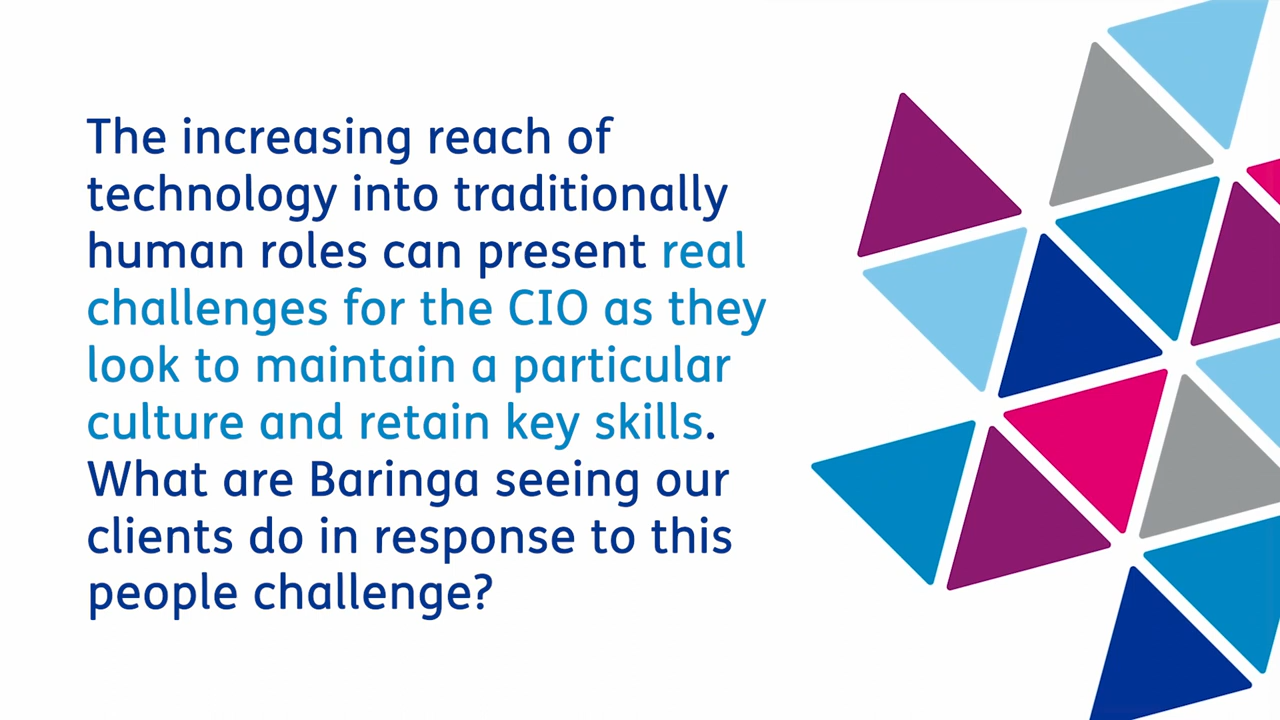 The increasing reach of
technology into traditionally
human roles can present real
challenges for the CIO as they
look to maintain a particular
culture and retain key skills.
What are Baringa seeing our
clients do in response to this
people challenge?